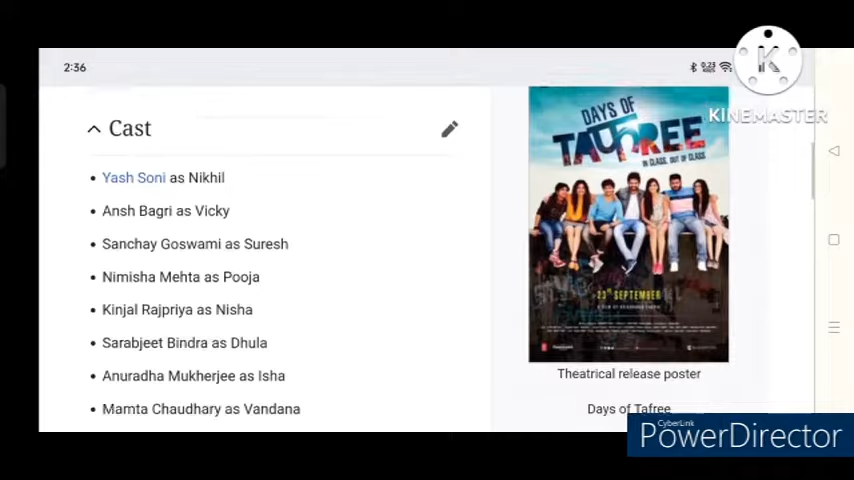 2:36
KINEMASTER
Cast
Yash Soni as Nikhil
Ansh Bagri as Vicky
Sanchay Goswami as Suresh
Nimisha Mehta as Pooja
Kinjal Rajpriya as Nisha
Sarabjeet Bindra as Dhula
Anuradha Mukherjee as Isha
Mamta Chaudhary as Vandana
DAYS OF
TAUфREE
IN CLASS. OUT OF CLASS.
23RD SEPTEMBER
Theatrical release poster
Days of Tafree
CyberLink
PowerDirector